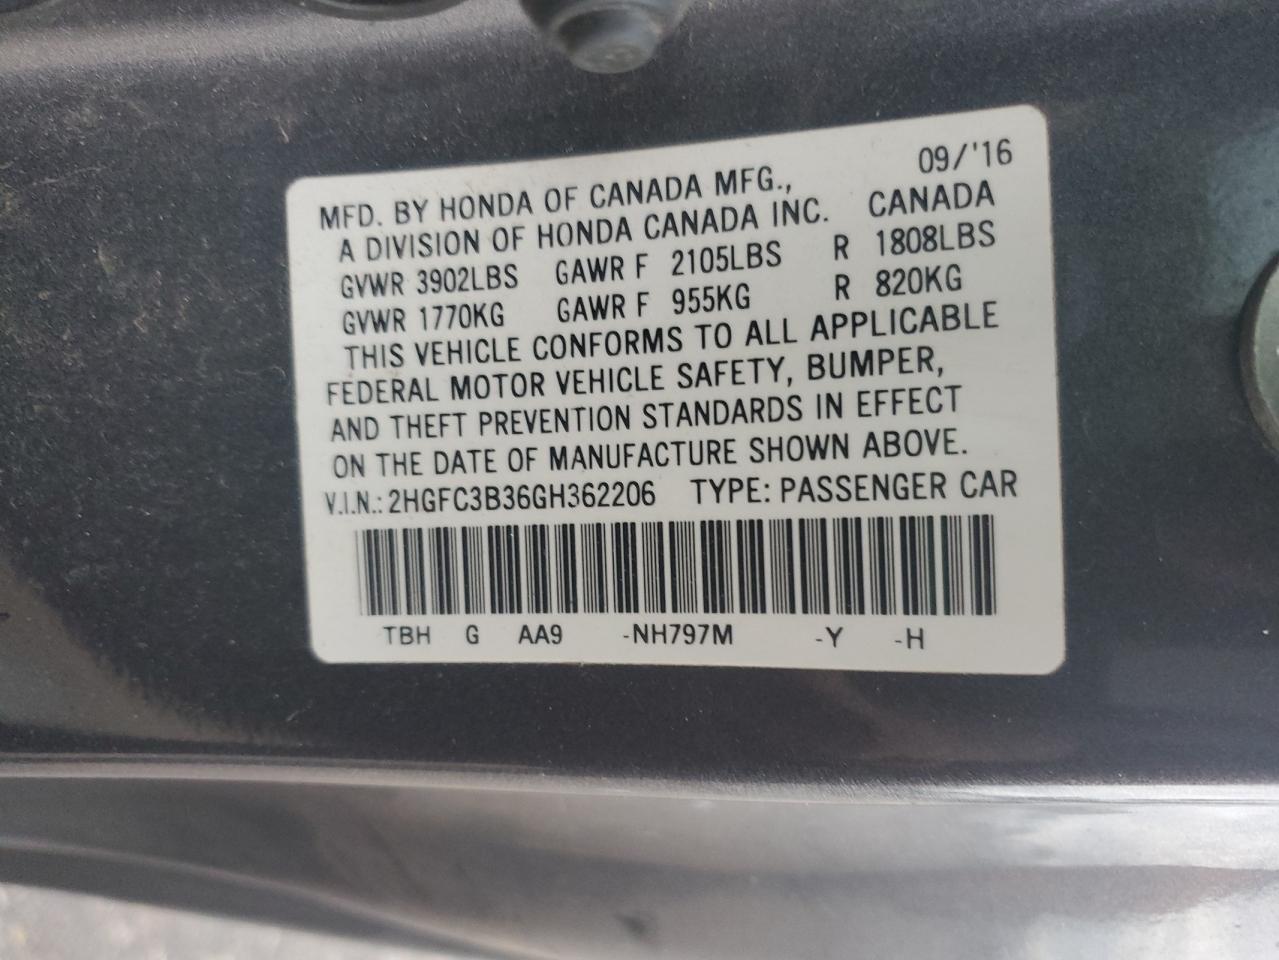 09/'16
MFD. BY HONDA OF CANADA MFG.,
A DIVISION OF HONDA CANADA INC. CANADA
GVWR 3902LBS GAWR F 2105LBS R 1808LBS
GVWR 1770KG GAWR F 955KG R 820KG
THIS VEHICLE CONFORMS TO ALL APPLICABLE
FEDERAL MOTOR VEHICLE SAFETY, BUMPER,
AND THEFT PREVENTION STANDARDS IN EFFECT
ON THE DATE OF MANUFACTURE SHOWN ABOVE.
V.I.N.: 2HGFC3B36GH362206 TYPE: PASSENGER CAR
TBH G AA9 -NH797M -Y -H